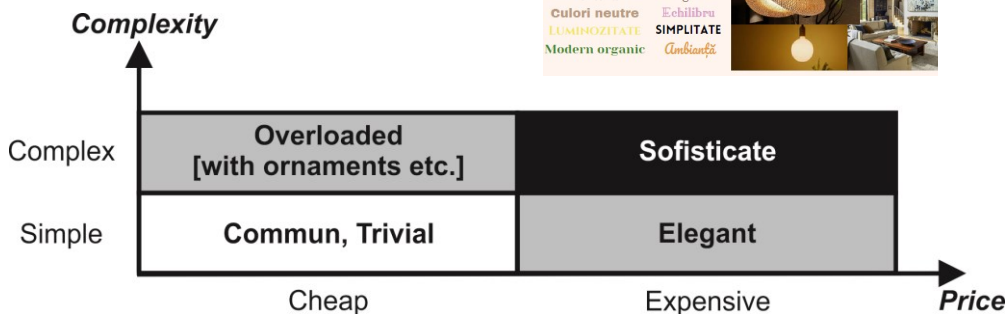 Complexity
Culori neutre
Echilibru
LUMINOZITATE
SIMPLITATE
Modern organic
Ambianță
Complex
Overloaded
[with ornaments etc.]
Sofisticate
Simple
Commun, Trivial
Elegant
Cheap
Expensive
Price